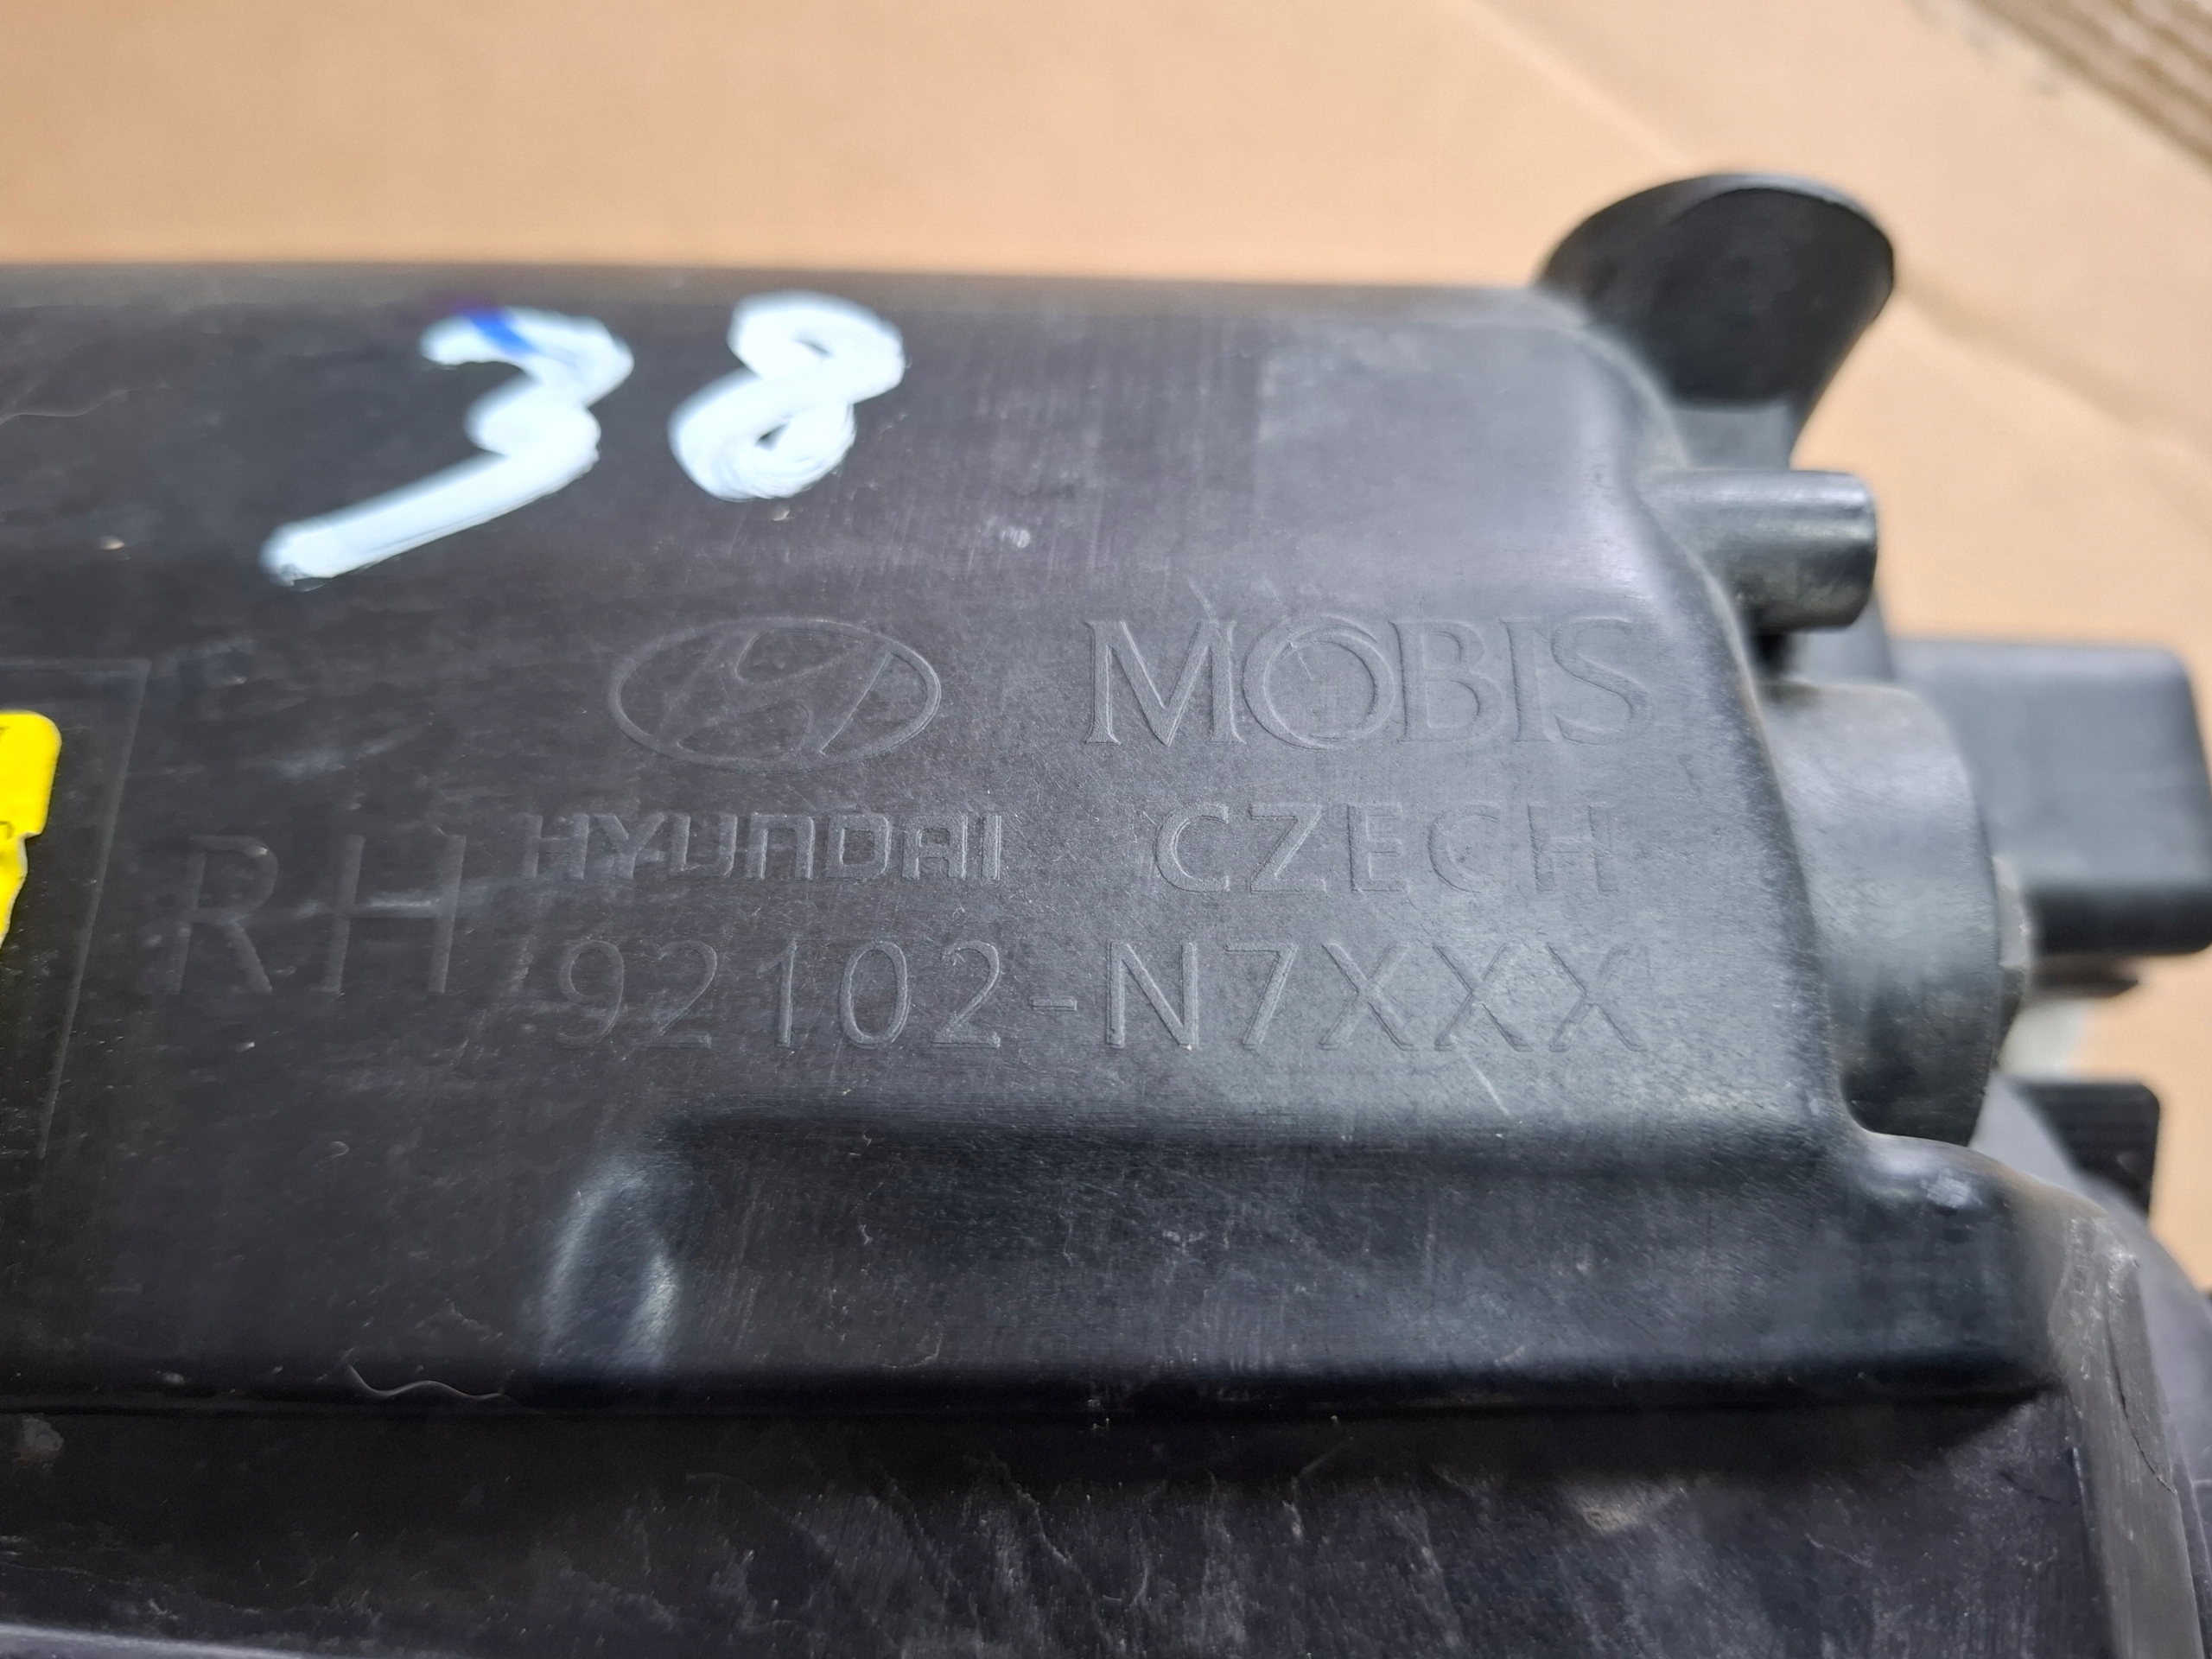 38
MOBIS
HYUNDAI CZECH
RH 92102-N7XXX